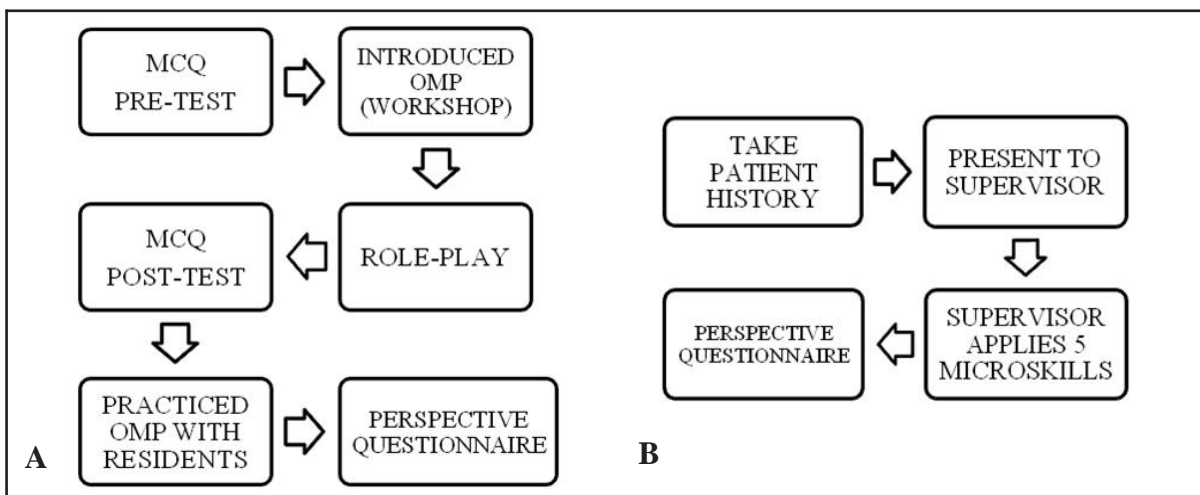 MCQ
PRE-TEST
INTRODUCED
OMP
(WORKSHOP)
ROLE-PLAY
MCQ
POST-TEST
PRACTICED
OMP WITH
RESIDENTS
PERSPECTIVE
QUESTIONNAIRE
A
TAKE
PATIENT
HISTORY
PRESENT TO
SUPERVISOR
SUPERVISOR
APPLIES 5
MICROSKILLS
PERSPECTIVE
QUESTIONNAIRE
B